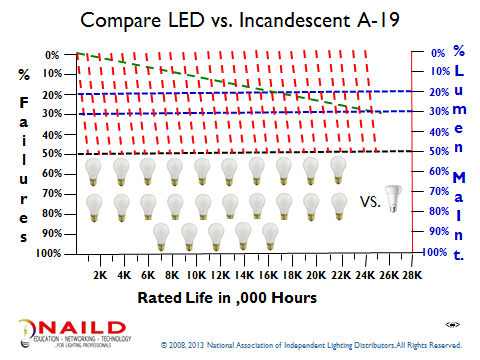 Compare LED vs. Incandescent A-19
% Failures
0%
10%
20%
30%
40%
50%
60%
70%
80%
90%
100%
% Lumen Maint.
0%
10%
20%
30%
40%
50%
60%
70%
80%
90%
100%
VS.
2K 4K 6K 8K 10K 12K 14K 16K 18K 20K 22K 24K 26K 28K
Rated Life in ,000 Hours
NAILD
EDUCATION - NETWORKING - TECHNOLOGY
...FOR LIGHTING PROFESSIONALS
© 2008, 2013 National Association of Independent Lighting Distributors.All Rights Reserved.